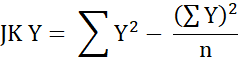 JK Y = ∑ Y² − (∑ Y)² / n